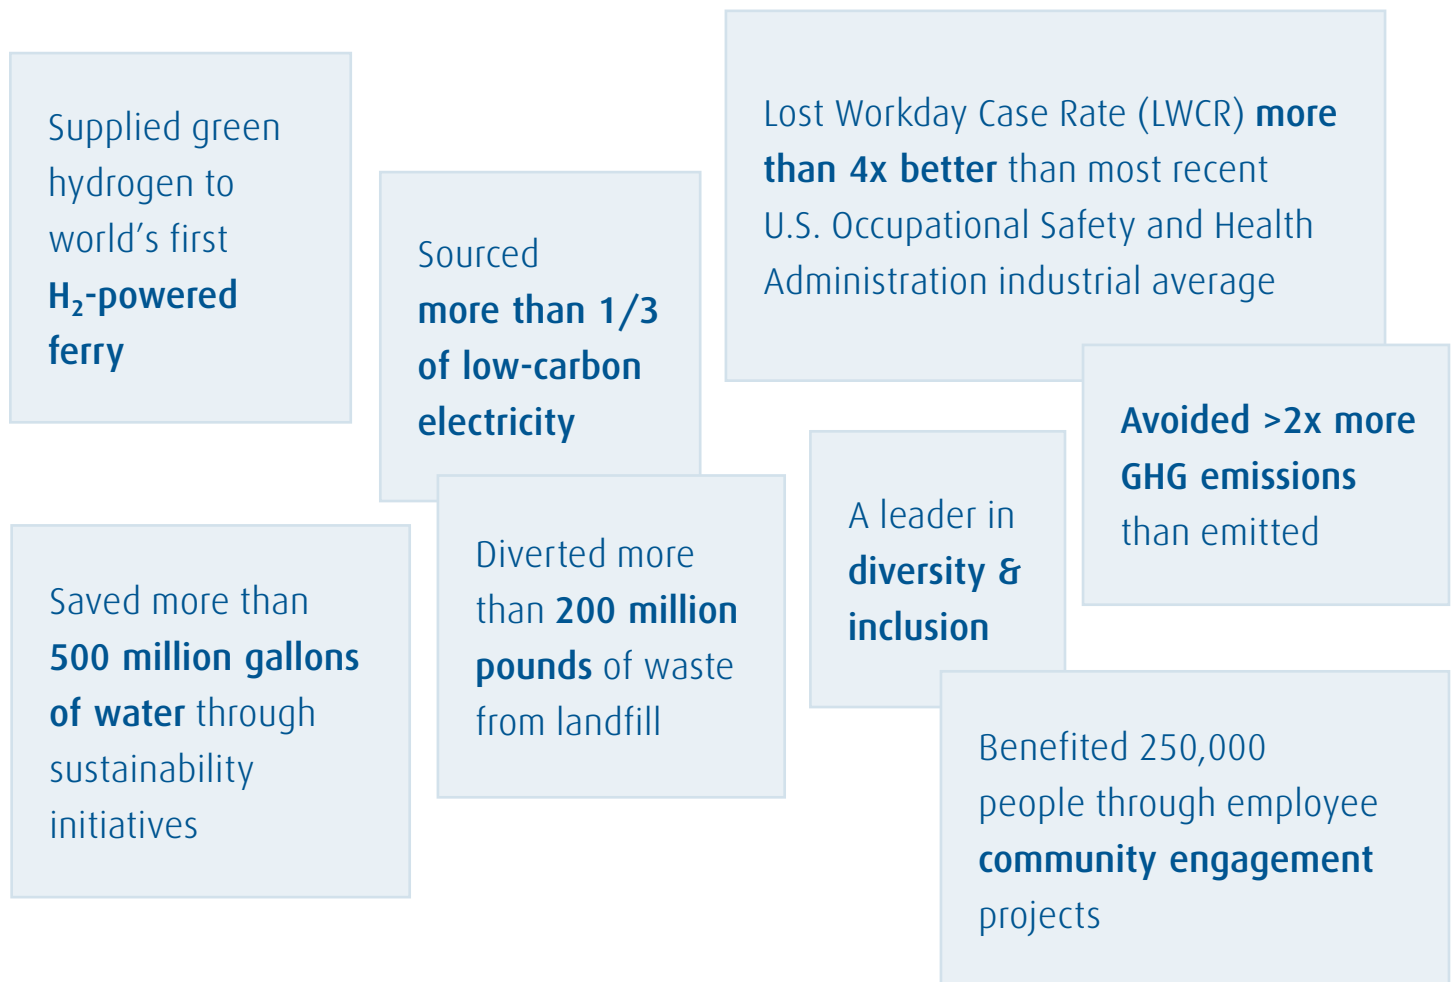 Supplied green
hydrogen to
world's first
H₂-powered
ferry
Sourced
more than 1/3
of low-carbon
electricity
Lost Workday Case Rate (LWCR) more
than 4x better than most recent
U.S. Occupational Safety and Health
Administration industrial average
Avoided >2x more
GHG emissions
than emitted
Saved more than
500 million gallons
of water through
sustainability
initiatives
Diverted more
than 200 million
pounds of waste
from landfill
A leader in
diversity &
inclusion
Benefited 250,000
people through employee
community engagement
projects